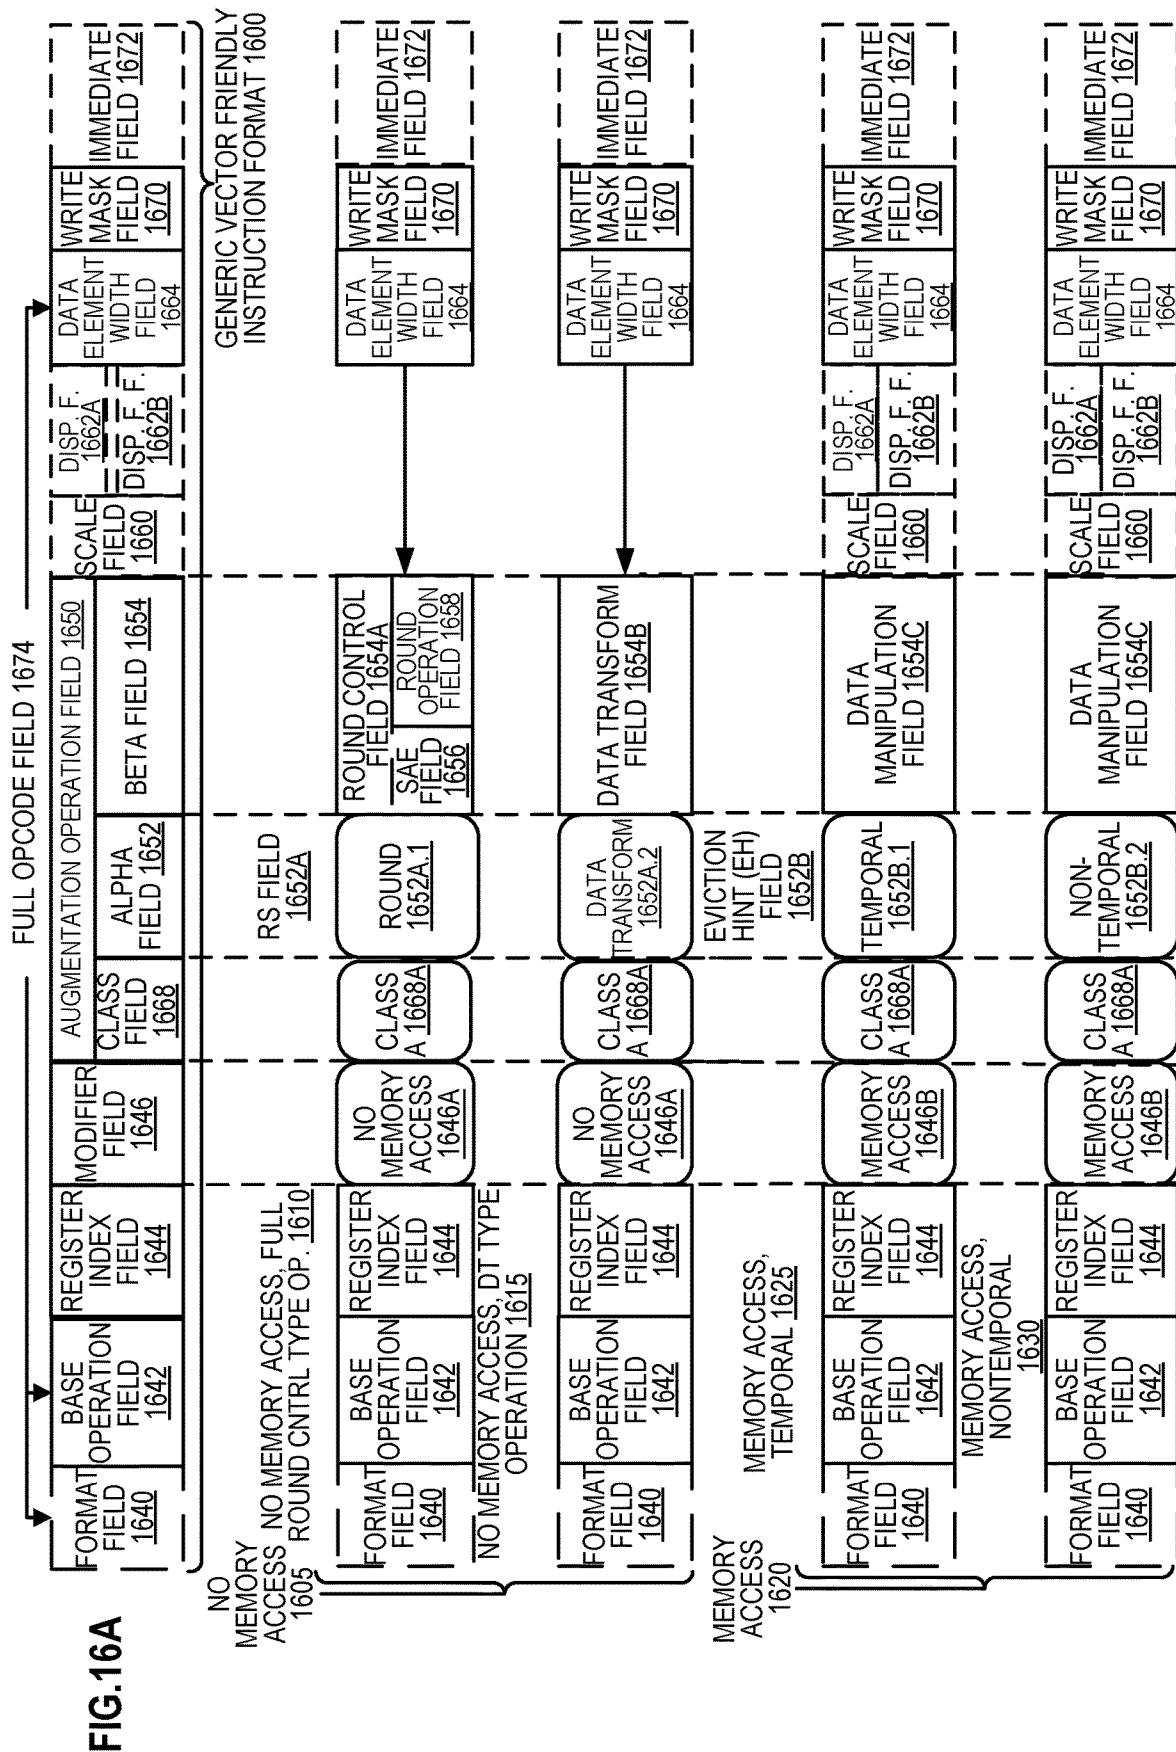 FIG.16A
FULL OPCODE FIELD 1674
FORMAT
FIELD
1640
BASE
OPERATION
FIELD
1642
REGISTER
INDEX
FIELD
1644
MODIFIER
FIELD
1646
AUGMENTATION OPERATION FIELD 1650
CLASS
FIELD
1668
ALPHA
FIELD 1652
BETA FIELD 1654
SCALE
FIELD
1660
DISP. F.
1662A
DISP. F. F.
1662B
DATA
ELEMENT
WIDTH
FIELD
1664
WRITE
MASK
FIELD
1670
IMMEDIATE
FIELD 1672
GENERIC VECTOR FRIENDLY
INSTRUCTION FORMAT 1600
NO
MEMORY
ACCESS
1605
NO MEMORY ACCESS, FULL
ROUND CNTRL TYPE OP. 1610
RS FIELD
1652A
FORMAT
FIELD
1640
BASE
OPERATION
FIELD
1642
REGISTER
INDEX
FIELD
1644
NO
MEMORY
ACCESS
1646A
CLASS
A 1668A
ROUND
1652A.1
ROUND CONTROL
FIELD 1654A
SAE
FIELD
1656
ROUND
OPERATION
FIELD 1658
DATA
ELEMENT
WIDTH
FIELD
1664
WRITE
MASK
FIELD
1670
IMMEDIATE
FIELD 1672
NO MEMORY ACCESS, DT TYPE
OPERATION 1615
FORMAT
FIELD
1640
BASE
OPERATION
FIELD
1642
REGISTER
INDEX
FIELD
1644
NO
MEMORY
ACCESS
1646A
CLASS
A 1668A
DATA
TRANSFORM
1652A.2
DATA TRANSFORM
FIELD 1654B
DATA
ELEMENT
WIDTH
FIELD
1664
WRITE
MASK
FIELD
1670
IMMEDIATE
FIELD 1672
MEMORY
ACCESS
1620
MEMORY ACCESS,
TEMPORAL 1625
EVICTION
HINT (EH)
FIELD
1652B
FORMAT
FIELD
1640
BASE
OPERATION
FIELD
1642
REGISTER
INDEX
FIELD
1644
MEMORY
ACCESS
1646B
CLASS
A 1668A
TEMPORAL
1652B.1
DATA
MANIPULATION
FIELD 1654C
SCALE
FIELD
1660
DISP. F.
1662A
DISP. F. F.
1662B
DATA
ELEMENT
WIDTH
FIELD
1664
WRITE
MASK
FIELD
1670
IMMEDIATE
FIELD 1672
MEMORY ACCESS,
NONTEMPORAL
1630
FORMAT
FIELD
1640
BASE
OPERATION
FIELD
1642
REGISTER
INDEX
FIELD
1644
MEMORY
ACCESS
1646B
CLASS
A 1668A
NON-
TEMPORAL
1652B.2
DATA
MANIPULATION
FIELD 1654C
SCALE
FIELD
1660
DISP. F.
1662A
DISP. F. F.
1662B
DATA
ELEMENT
WIDTH
FIELD
1664
WRITE
MASK
FIELD
1670
IMMEDIATE
FIELD 1672